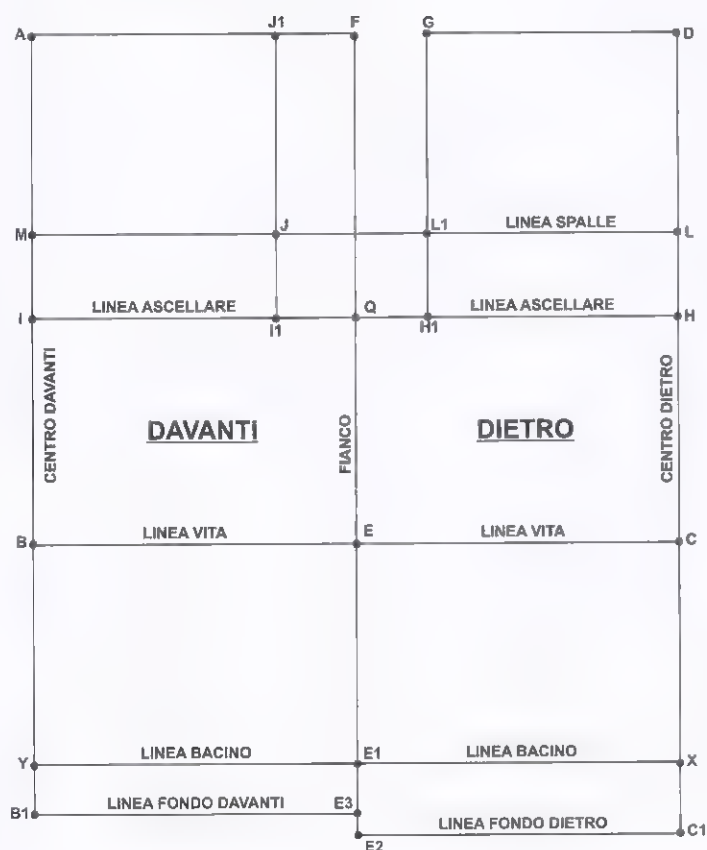 A J1 F G D
M J L1 LINEA SPALLE L
I LINEA ASCELLARE I1 Q H1 LINEA ASCELLARE H
CENTRO DAVANTI
DAVANTI
FIANCO
DIETRO
CENTRO DIETRO
B LINEA VITA E LINEA VITA C
Y LINEA BACINO E1 LINEA BACINO X
B1 LINEA FONDO DAVANTI E3
E2 LINEA FONDO DIETRO C1